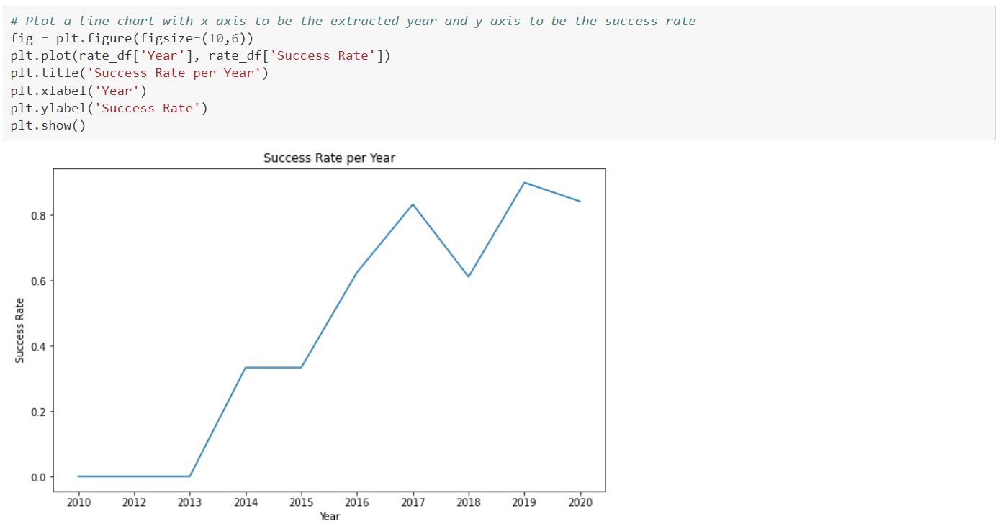 # Plot a line chart with x axis to be the extracted year and y axis to be the success rate
fig = plt.figure(figsize=(10,6))
plt.plot(rate_df['Year'], rate_df['Success Rate'])
plt.title('Success Rate per Year')
plt.xlabel('Year')
plt.ylabel('Success Rate')
plt.show()
Success Rate per Year
0.8
0.6
0.4
0.2
0.0
Success Rate
2010 2012 2013 2014 2015 2016 2017 2018 2019 2020
Year